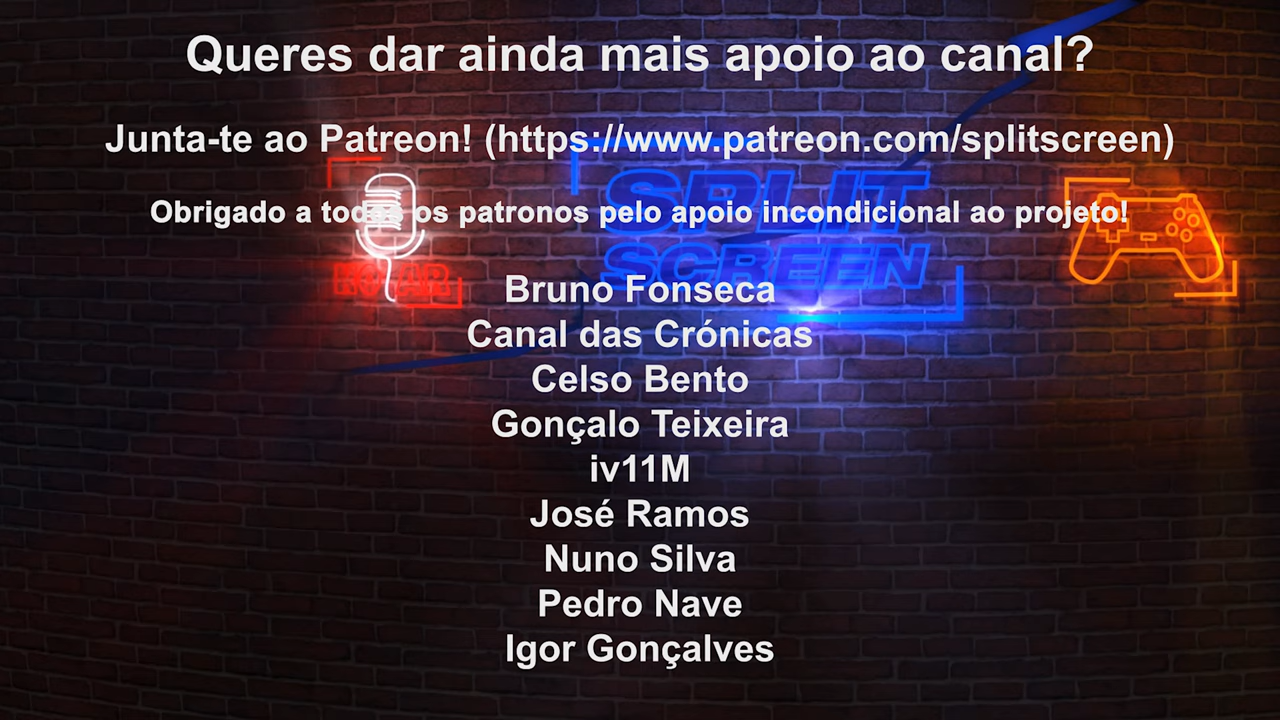 Queres dar ainda mais apoio ao canal?
Junta-te ao Patreon! (https://www.patreon.com/splitscreen)
SPLIT
SCREEN
Obrigado a todos os patronos pelo apoio incondicional ao projeto!
Bruno Fonseca
Canal das Crónicas
Celso Bento
Gonçalo Teixeira
iv11M
José Ramos
Nuno Silva
Pedro Nave
Igor Gonçalves